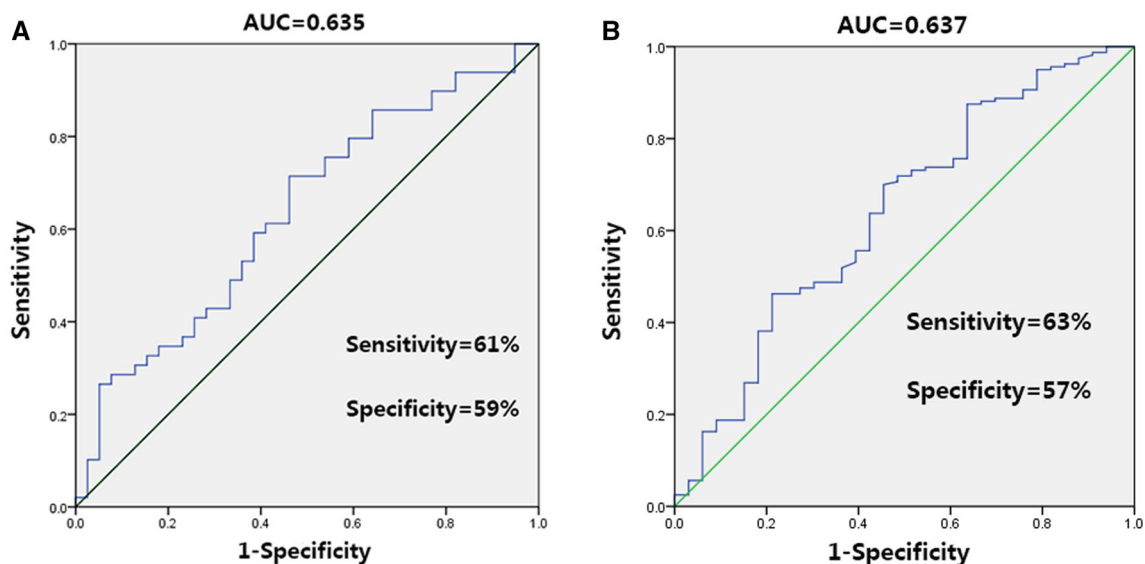 A
AUC=0.635
1.0
0.8
0.6
0.4
0.2
0.0
Sensitivity
Sensitivity=61%
Specificity=59%
0.0 0.2 0.4 0.6 0.8 1.0
1-Specificity
B
AUC=0.637
1.0
0.8
0.6
0.4
0.2
0.0
Sensitivity
Sensitivity=63%
Specificity=57%
0.0 0.2 0.4 0.6 0.8 1.0
1-Specificity